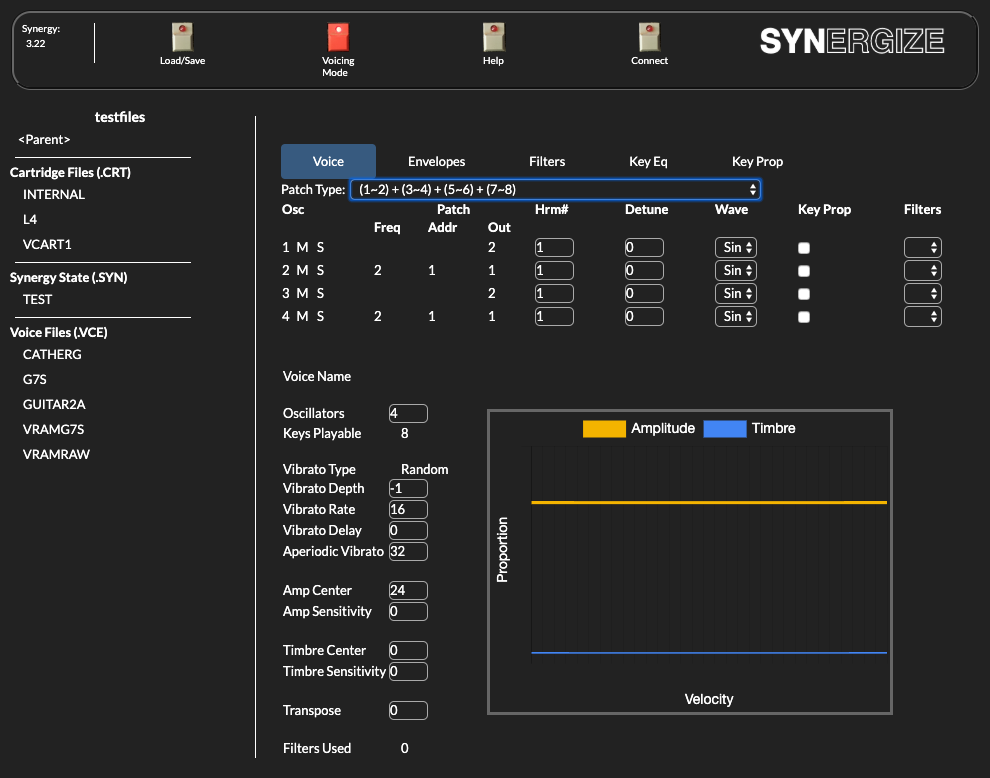 Synergy:
3.22
Load/Save
Voicing
Mode
Help
Connect
SYNERGIZE
testfiles
<Parent>
Cartridge Files (.CRT)
INTERNAL
L4
VCART1
Synergy State (.SYN)
TEST
Voice Files (.VCE)
CATHERG
G7S
GUITAR2A
VRAMG7S
VRAMRAW
Voice Envelopes Filters Key Eq Key Prop
Patch Type: (1~2) + (3~4) + (5~6) + (7~8)
Osc Patch Hrm# Detune Wave Key Prop Filters
Freq Addr Out
1 M S 2 1 0 Sin
2 M S 2 1 1 1 0 Sin
3 M S 2 1 0 Sin
4 M S 2 1 1 1 0 Sin
Voice Name
Oscillators 4
Keys Playable 8
Vibrato Type Random
Vibrato Depth -1
Vibrato Rate 16
Vibrato Delay 0
Aperiodic Vibrato 32
Amp Center 24
Amp Sensitivity 0
Timbre Center 0
Timbre Sensitivity 0
Transpose 0
Filters Used 0
Amplitude Timbre
Proportion
Velocity